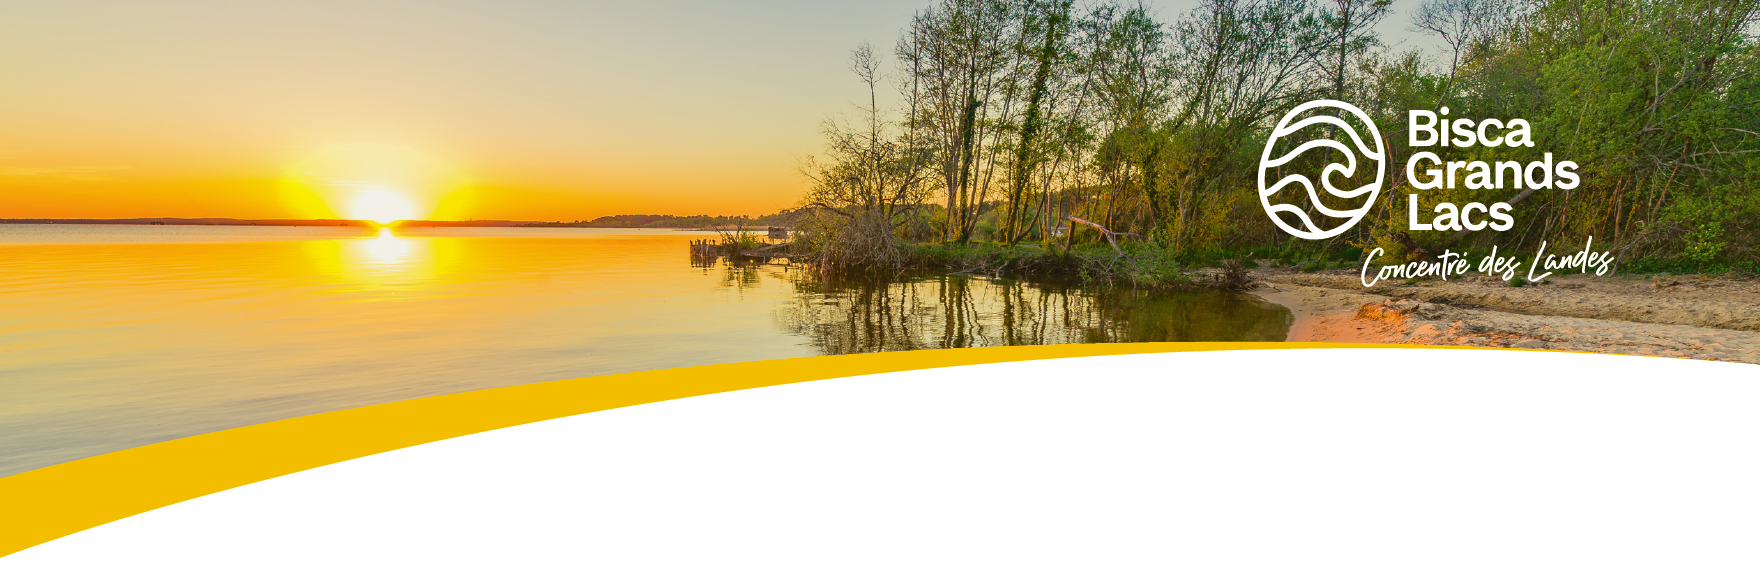 Bisca
Grands
Lacs
Concentré des Landes